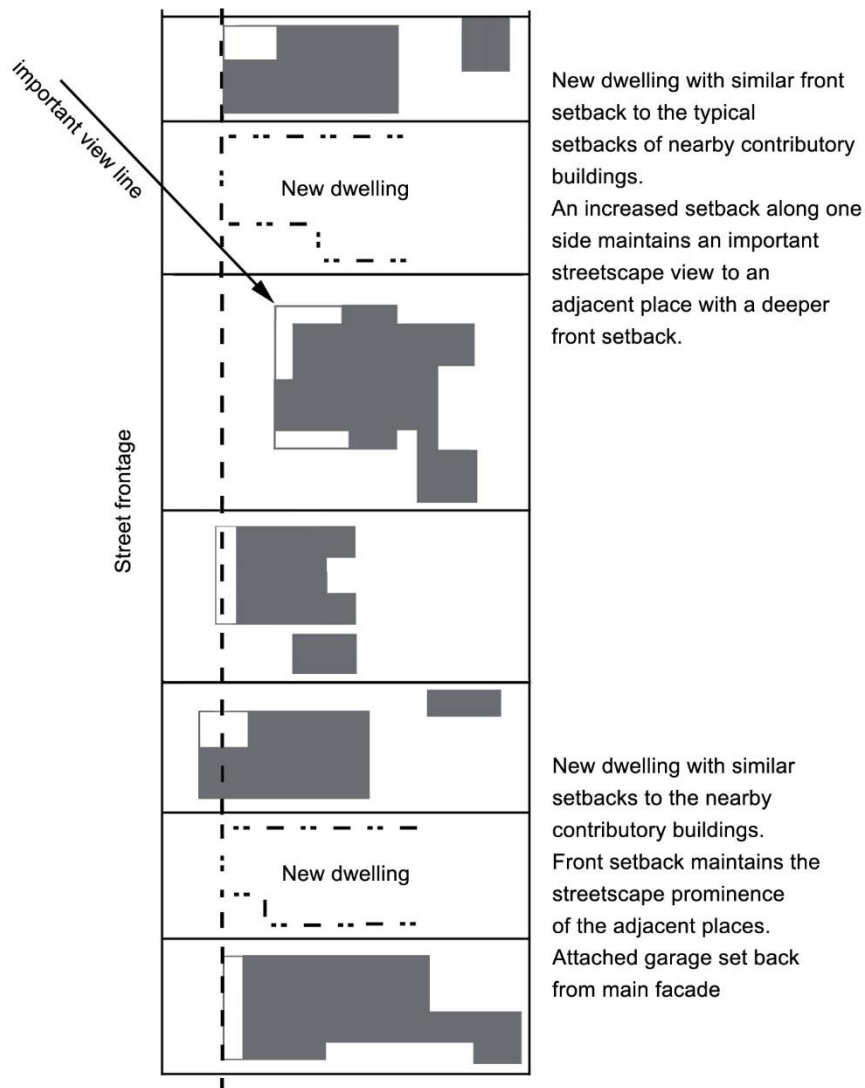 important view line
New dwelling
New dwelling with similar front
setback to the typical
setbacks of nearby contributory
buildings.
An increased setback along one
side maintains an important
streetscape view to an
adjacent place with a deeper
front setback.
Street frontage
New dwelling
New dwelling with similar
setbacks to the nearby
contributory buildings.
Front setback maintains the
streetscape prominence
of the adjacent places.
Attached garage set back
from main facade